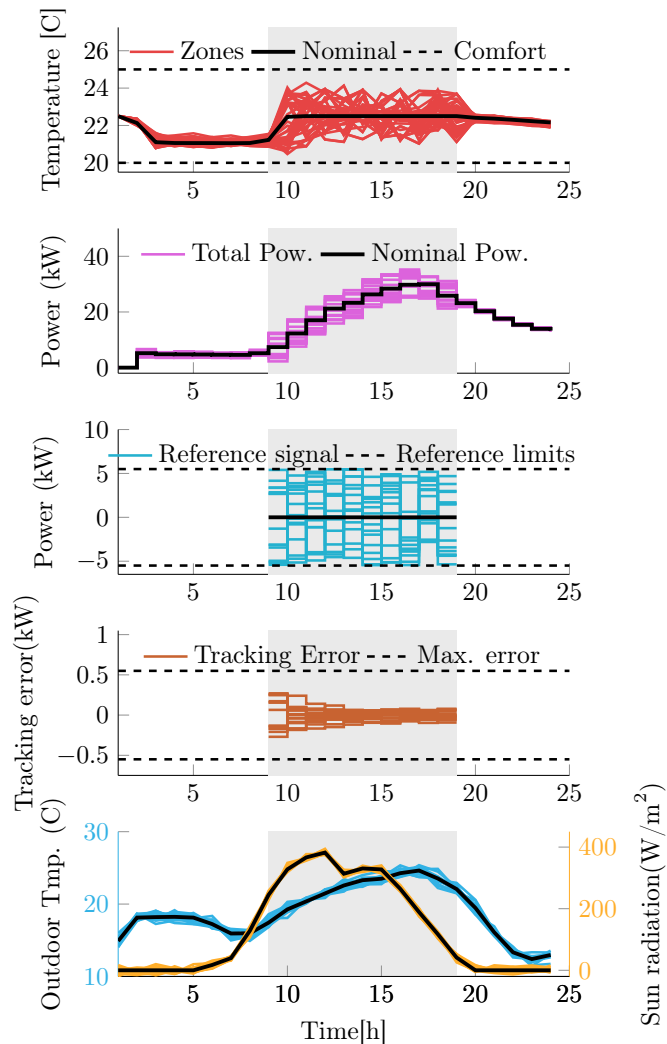 Temperature [C]
26
24
22
20
Zones Nominal Comfort
5 10 15 20 25
Power (kW)
40
20
0
Total Pow. Nominal Pow.
5 10 15 20 25
Power (kW)
10
5
0
−5
Reference signal Reference limits
5 10 15 20 25
Tracking error(kW)
1
0.5
0
−0.5
Tracking Error Max. error
5 10 15 20 25
Outdoor Tmp. (C)
30
20
10
400
200
0
Sun radiation(W/m²)
5 10 15 20 25
Time[h]